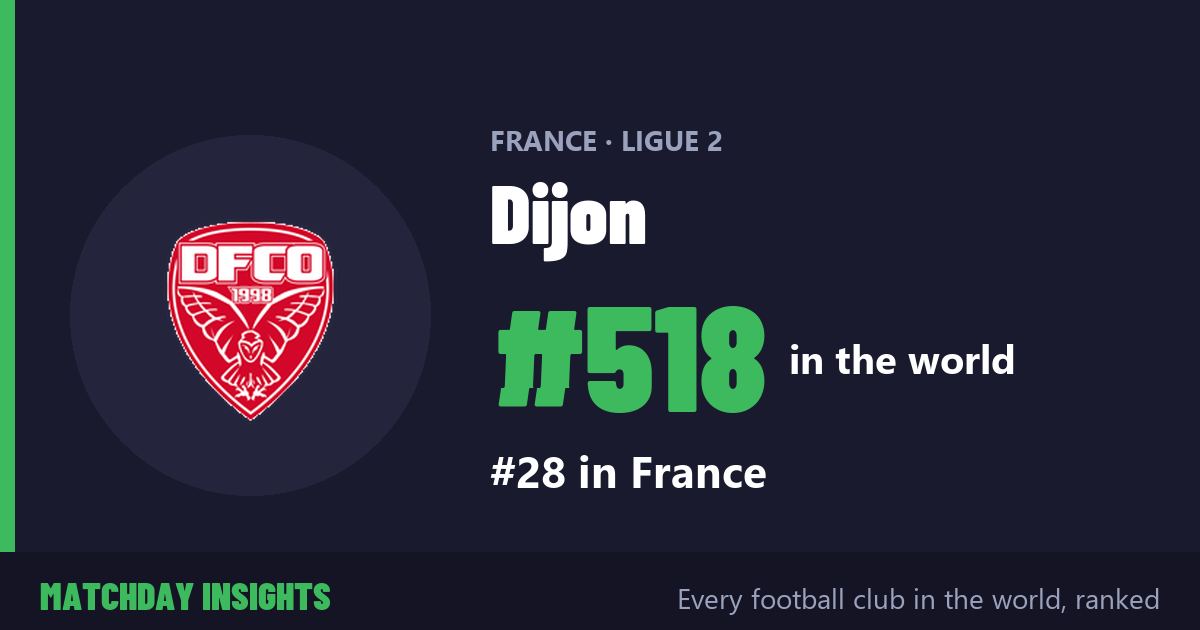 FRANCE · LIGUE 2
Dijon
DFCO
1998
#518 in the world
#28 in France
MATCHDAY INSIGHTS
Every football club in the world, ranked